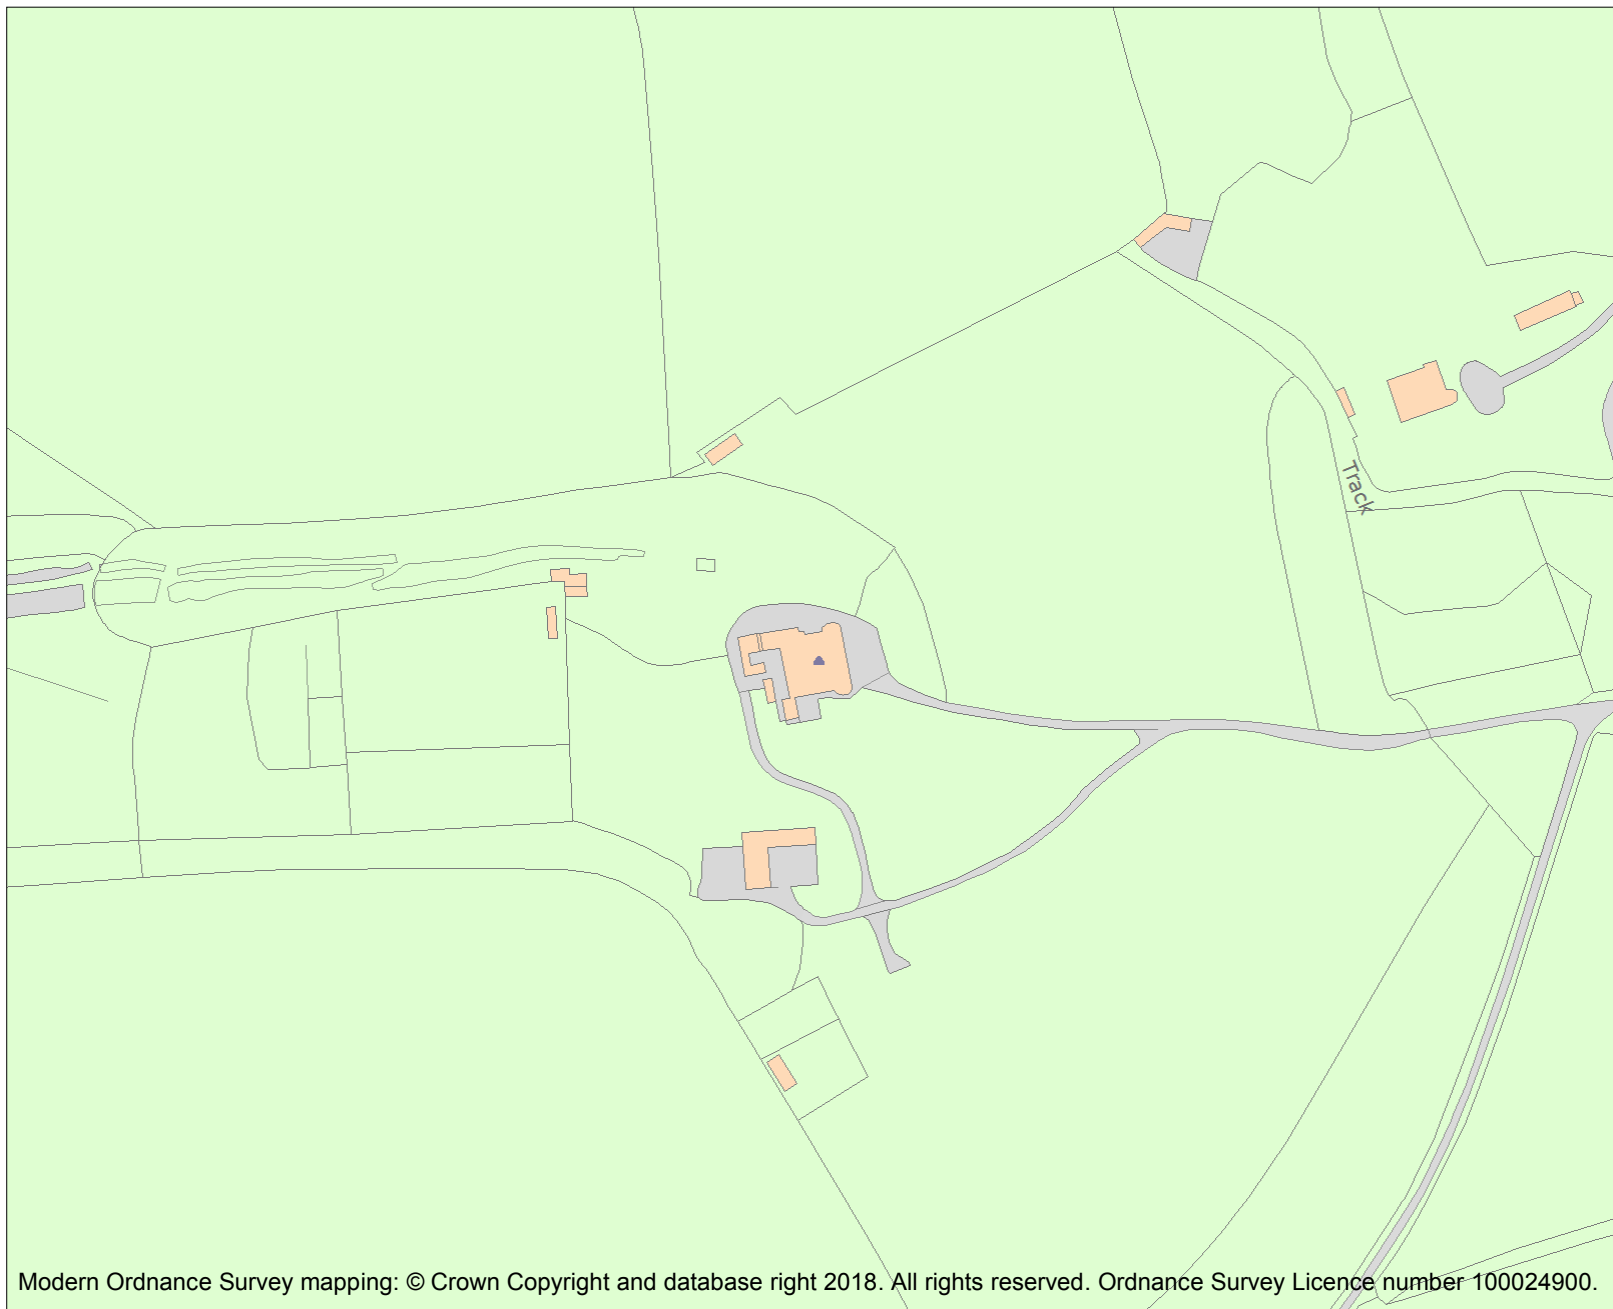 Track
Modern Ordnance Survey mapping: © Crown Copyright and database right 2018. All rights reserved. Ordnance Survey Licence number 100024900.